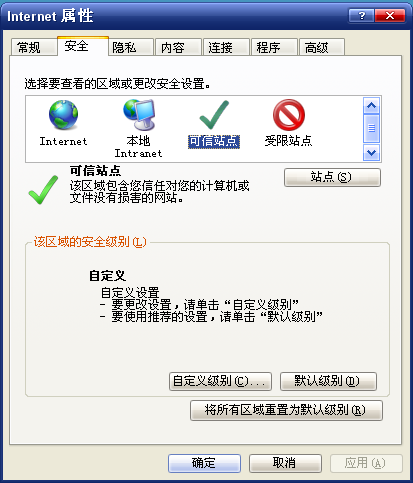 Internet 属性
常规 安全 隐私 内容 连接 程序 高级
选择要查看的区域或更改安全设置。
Internet 本地 Intranet 可信站点 受限站点
可信站点
该区域包含您信任对您的计算机或
文件没有损害的网站。
站点(S)
该区域的安全级别(L)
自定义
自定义设置
- 要更改设置,请单击“自定义级别”
- 要使用推荐的设置,请单击“默认级别”
自定义级别(C)... 默认级别(D)
将所有区域重置为默认级别(R)
确定 取消 应用(A)